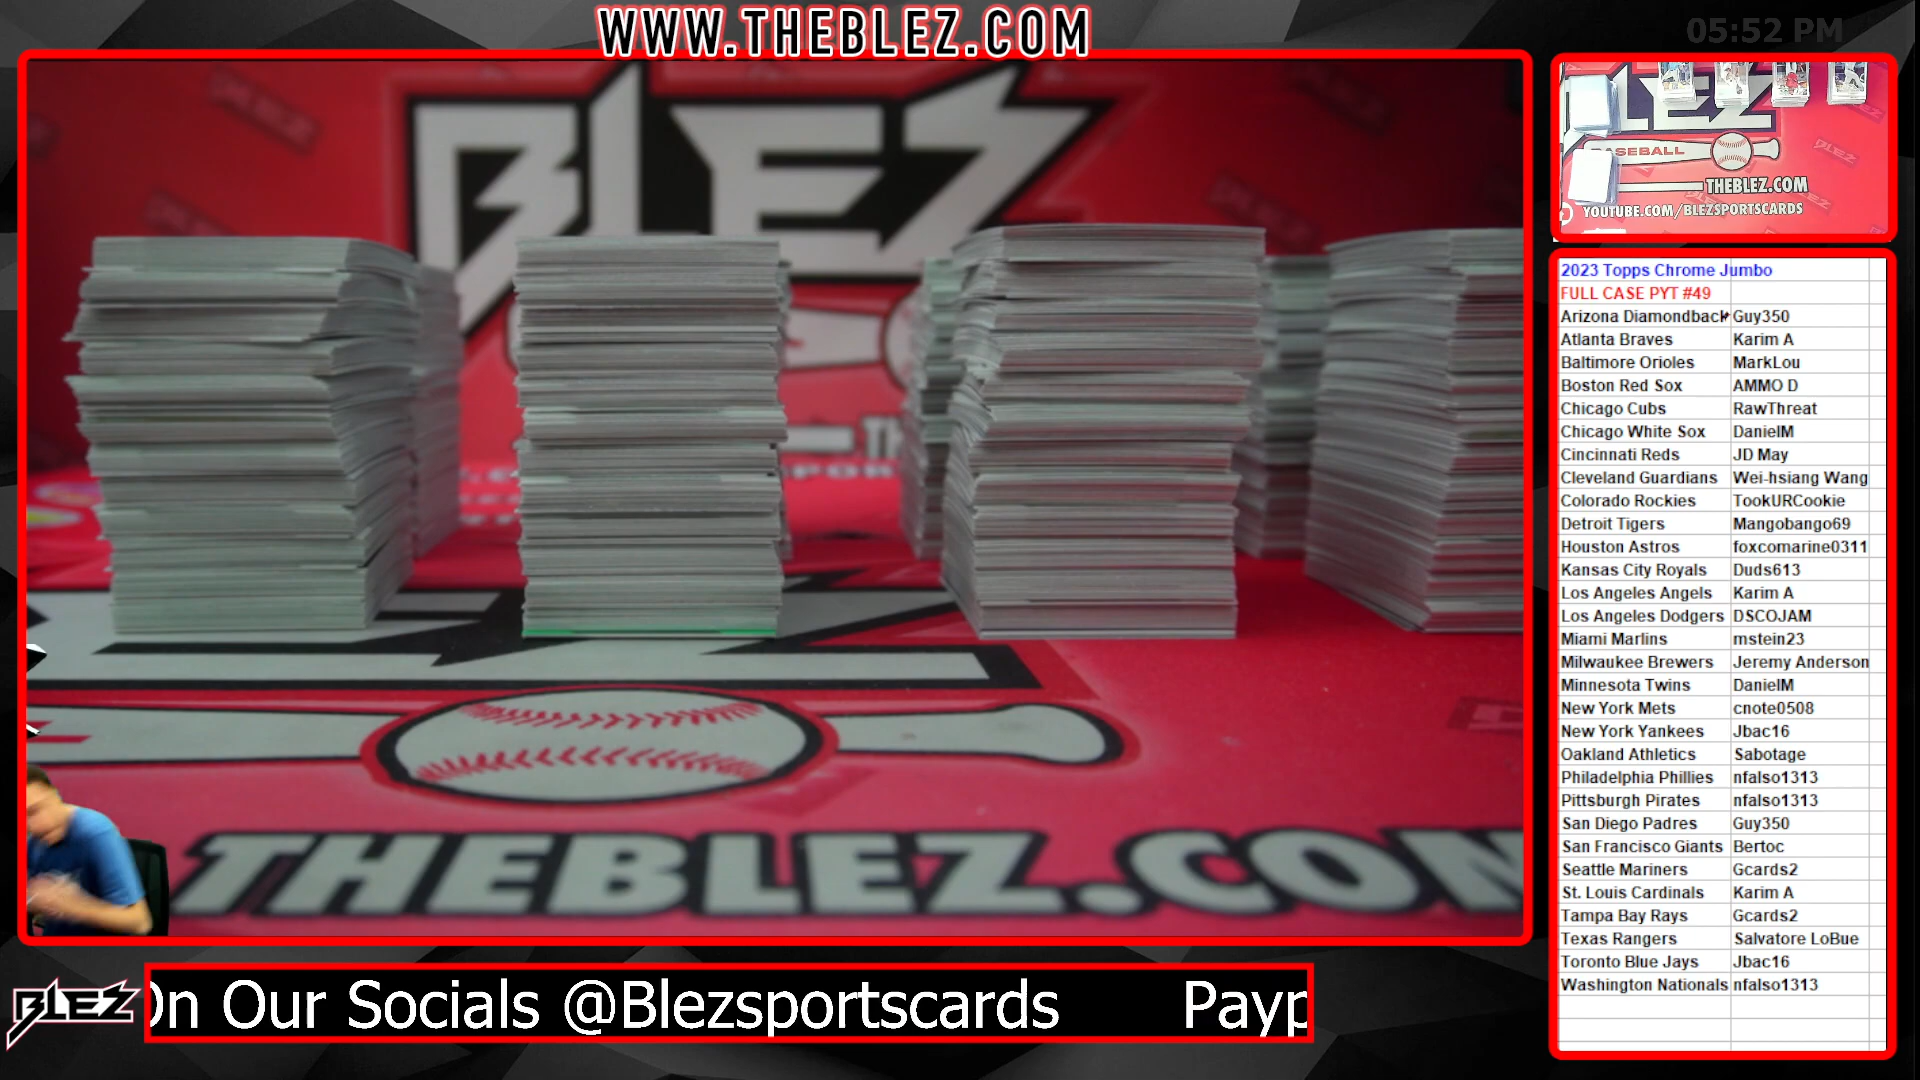 WWW.THEBLEZ.COM
05:52 PM
BLEZ
THEBLEZ.COM
BASEBALL
BLEZ
THEBLEZ.COM
YOUTUBE.COM/BLEZSPORTSCARDS
2023 Topps Chrome Jumbo
FULL CASE PYT #49
Arizona Diamondback Guy350
Atlanta Braves Karim A
Baltimore Orioles MarkLou
Boston Red Sox AMMO D
Chicago Cubs RawThreat
Chicago White Sox DanielM
Cincinnati Reds JD May
Cleveland Guardians Wei-hsiang Wang
Colorado Rockies TookURCookie
Detroit Tigers Mangobango69
Houston Astros foxcomarine0311
Kansas City Royals Duds613
Los Angeles Angels Karim A
Los Angeles Dodgers DSCOJAM
Miami Marlins mstein23
Milwaukee Brewers Jeremy Anderson
Minnesota Twins DanielM
New York Mets cnote0508
New York Yankees Jbac16
Oakland Athletics Sabotage
Philadelphia Phillies nfalso1313
Pittsburgh Pirates nfalso1313
San Diego Padres Guy350
San Francisco Giants Bertoc
Seattle Mariners Gcards2
St. Louis Cardinals Karim A
Tampa Bay Rays Gcards2
Texas Rangers Salvatore LoBue
Toronto Blue Jays Jbac16
Washington Nationals nfalso1313
BLEZ
On Our Socials @Blezsportscards Payp